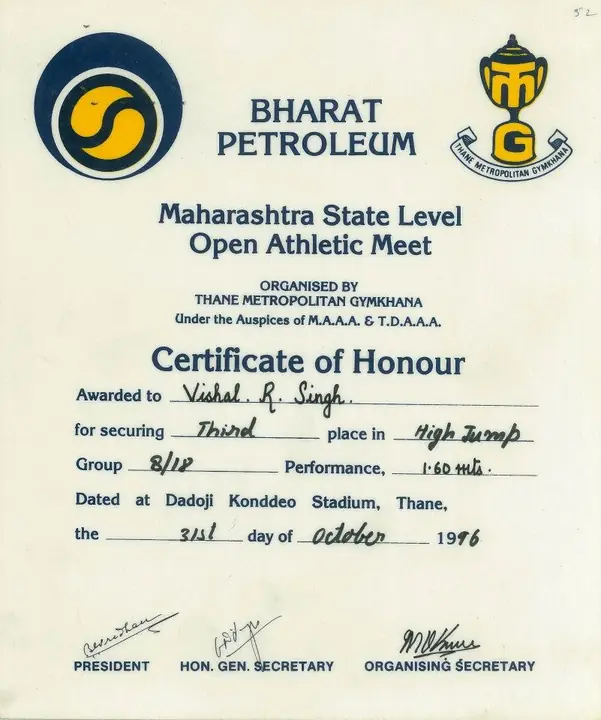 52
BHARAT
PETROLEUM
THANE METROPOLITAN GYMKHANA
Maharashtra State Level
Open Athletic Meet
ORGANISED BY
THANE METROPOLITAN GYMKHANA
Under the Auspices of M.A.A.A. & T.D.A.A.A.
Certificate of Honour
Awarded to Vishal. R. Singh.
for securing Third place in High Jump
Group 8/18 Performance, 1.60 mts.
Dated at Dadoji Konddeo Stadium, Thane,
the 31st day of October 1996
PRESIDENT HON. GEN. SECRETARY ORGANISING SECRETARY